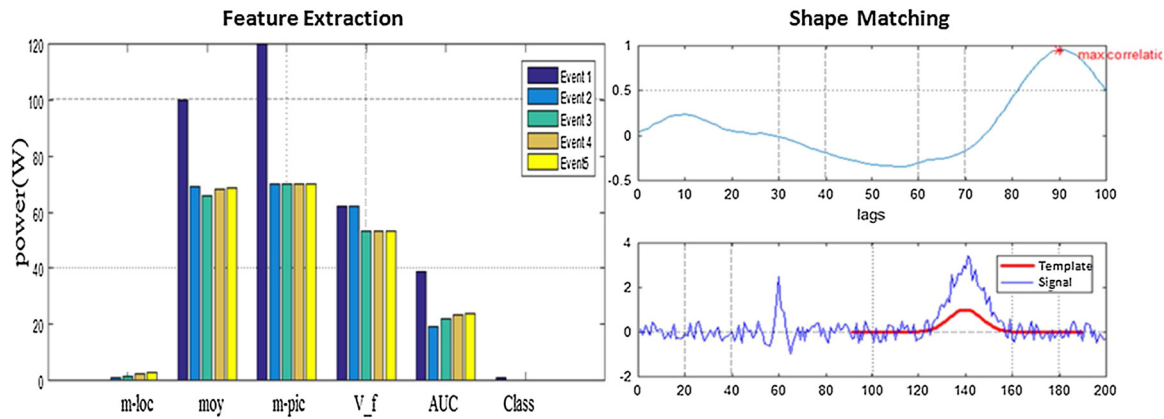 Feature Extraction
120
100
80
60
40
20
0
power(W)
m-loc moy m-pic V_f AUC Class
Event 1
Event 2
Event 3
Event 4
Event5
Shape Matching
1
0.5
0
-0.5
max correlatio
0 10 20 30 40 50 60 70 80 90 100
lags
4
2
0
-2
Template
Signal
0 20 40 60 80 100 120 140 160 180 200